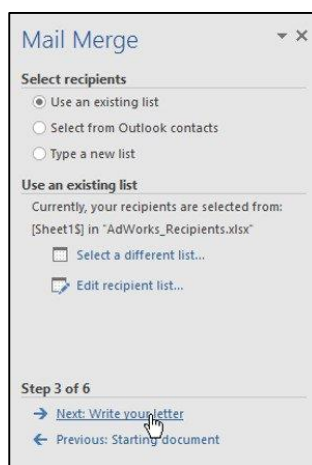 Mail Merge
Select recipients
Use an existing list
Select from Outlook contacts
Type a new list
Use an existing list
Currently, your recipients are selected from:
[Sheet1$] in "AdWorks_Recipients.xlsx"
Select a different list...
Edit recipient list...
Step 3 of 6
Next: Write your letter
Previous: Starting document